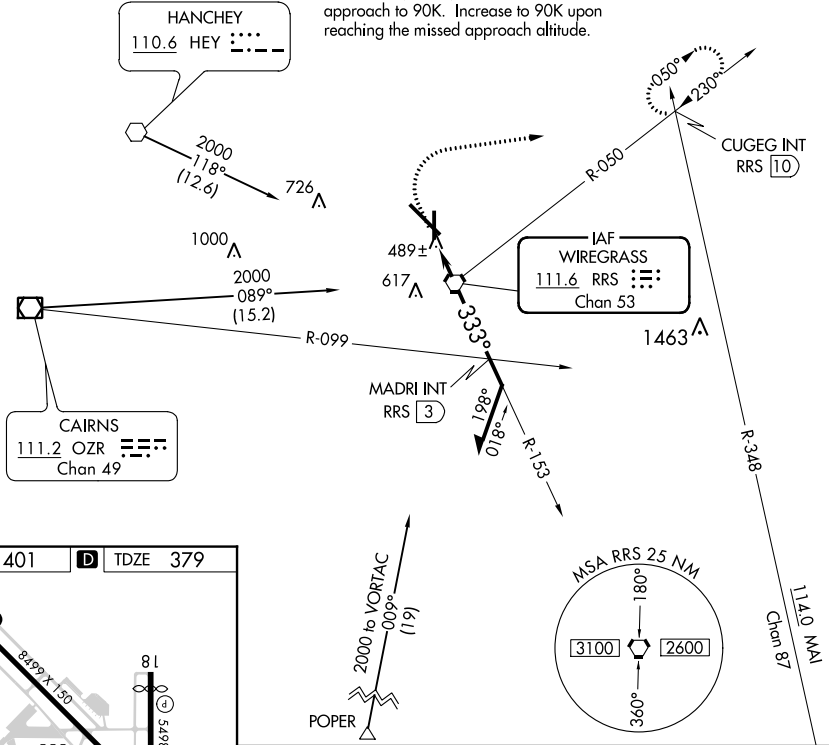 approach to 90K. Increase to 90K upon
reaching the missed approach altitude.
HANCHEY
110.6 HEY
2000
118°
(12.6)
726
1000
2000
089°
(15.2)
R-099
CAIRNS
111.2 OZR
Chan 49
489±
617
333°
MADRI INT
RRS 3
198°
018°
R-153
R-050
050°
230°
CUGEG INT
RRS 10
IAF
WIREGRASS
111.6 RRS
Chan 53
1463
R-348
114.0 MAI
Chan 87
MSA RRS 25 NM
180°
3100
2600
360°
2000 to VORTAC
009°
(19)
POPER
401
D
TDZE 379
8499 X 150
18
P
5498